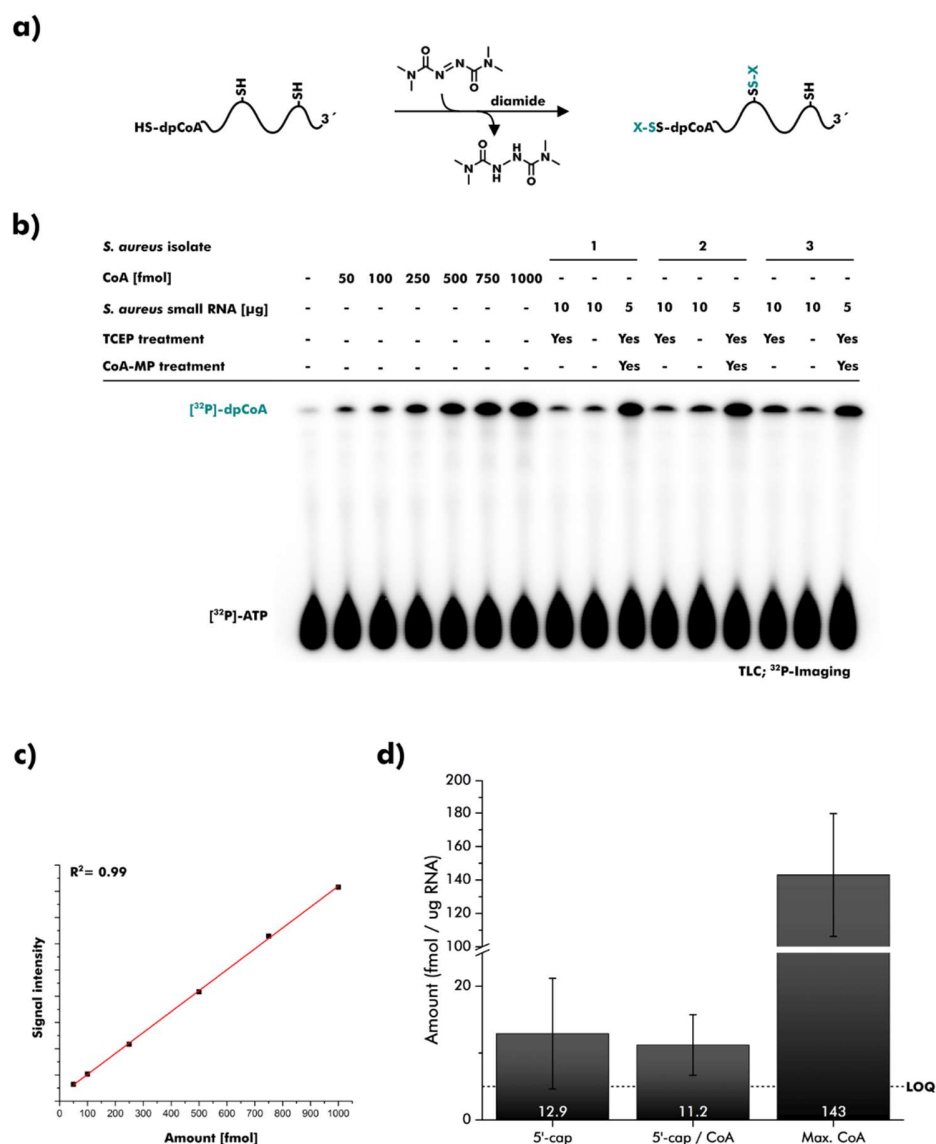 a)
O
N
N
N
N
O
HS-dpCoA
SH
SH
3´
diamide
O
N
H
N
H
N
N
O
X-SS-dpCoA
SS-X
SH
3´
b)
S. aureus isolate 1 2 3
CoA [fmol] - 50 100 250 500 750 1000 - - - - - - - - -
S. aureus small RNA [µg] - - - - - - - 10 10 5 10 10 5 10 10 5
TCEP treatment - - - - - - - Yes - Yes Yes - Yes Yes - Yes
CoA-MP treatment - - - - - - - - - Yes - - Yes - - Yes
[³²P]-dpCoA
[³²P]-ATP
TLC; ³²P-Imaging
c)
R²= 0.99
Signal intensity
0 100 200 300 400 500 600 700 800 900 1000
Amount [fmol]
d)
Amount (fmol / ug RNA)
200
180
160
140
120
100
20
0
LOQ
12.9 11.2 143
5'-cap 5'-cap / CoA Max. CoA